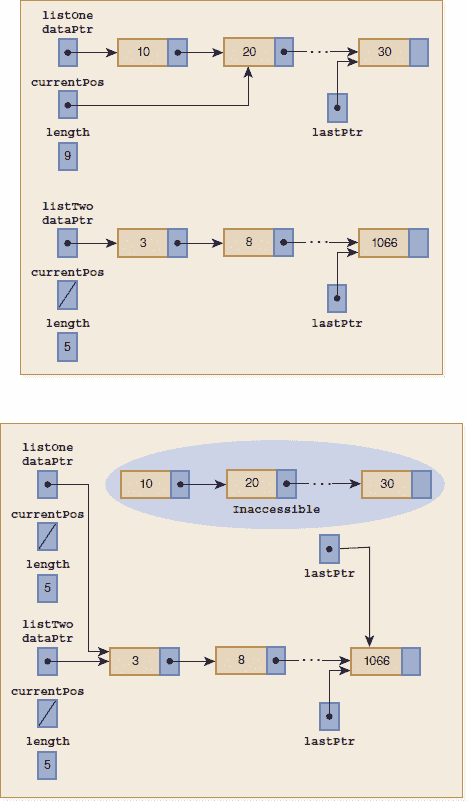 listOne
dataPtr
10 20 ··· 30
currentPos
length
lastPtr
9
listTwo
dataPtr
3 8 ··· 1066
currentPos
length
lastPtr
5
listOne
dataPtr
10 20 ··· 30
Inaccessible
currentPos
length
lastPtr
5
listTwo
dataPtr
3 8 ··· 1066
currentPos
length
lastPtr
5